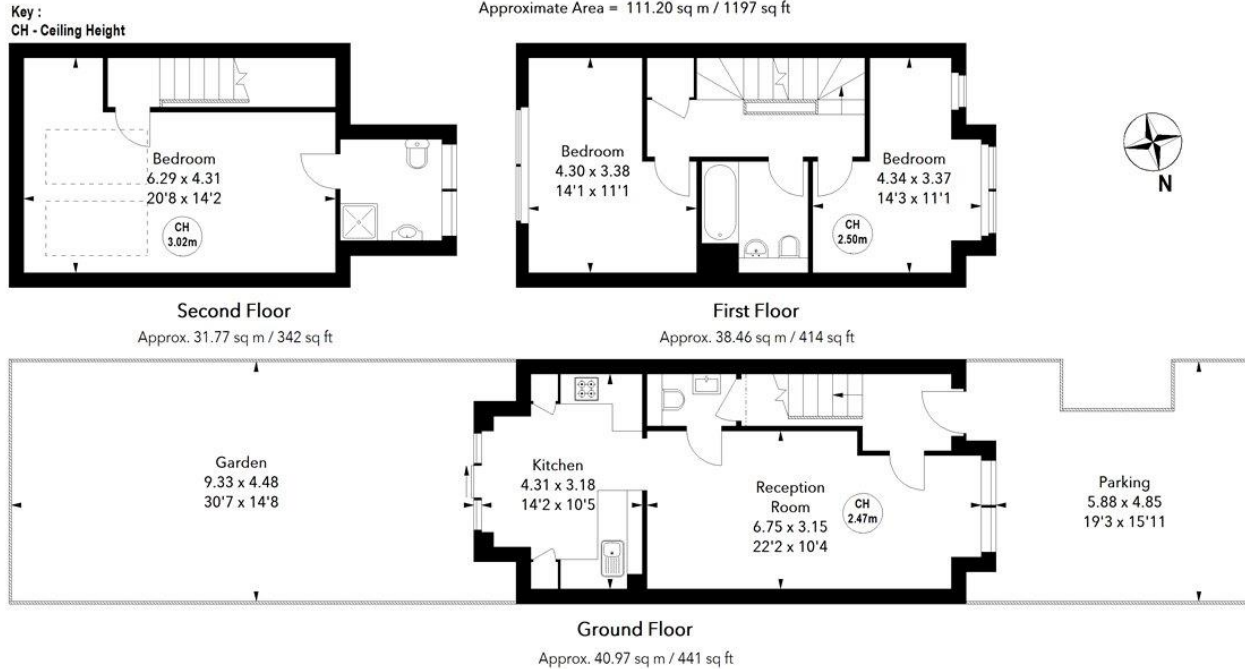 Key :
CH - Ceiling Height
Approximate Area = 111.20 sq m / 1197 sq ft
Bedroom
6.29 x 4.31
20'8 x 14'2
CH
3.02m
Second Floor
Approx. 31.77 sq m / 342 sq ft
Bedroom
4.30 x 3.38
14'1 x 11'1
Bedroom
4.34 x 3.37
14'3 x 11'1
CH
2.50m
First Floor
Approx. 38.46 sq m / 414 sq ft
N
Garden
9.33 x 4.48
30'7 x 14'8
Kitchen
4.31 x 3.18
14'2 x 10'5
Reception
Room
6.75 x 3.15
22'2 x 10'4
CH
2.47m
Parking
5.88 x 4.85
19'3 x 15'11
Ground Floor
Approx. 40.97 sq m / 441 sq ft